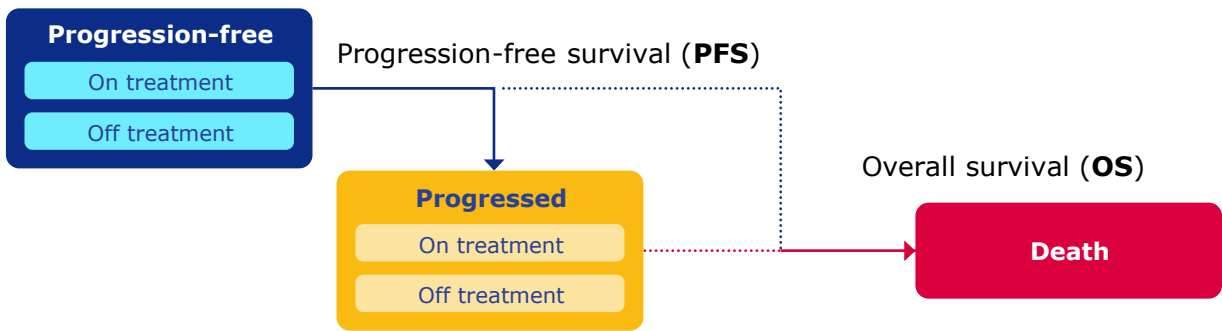 Progression-free
On treatment
Off treatment
Progression-free survival (PFS)
Progressed
On treatment
Off treatment
Overall survival (OS)
Death